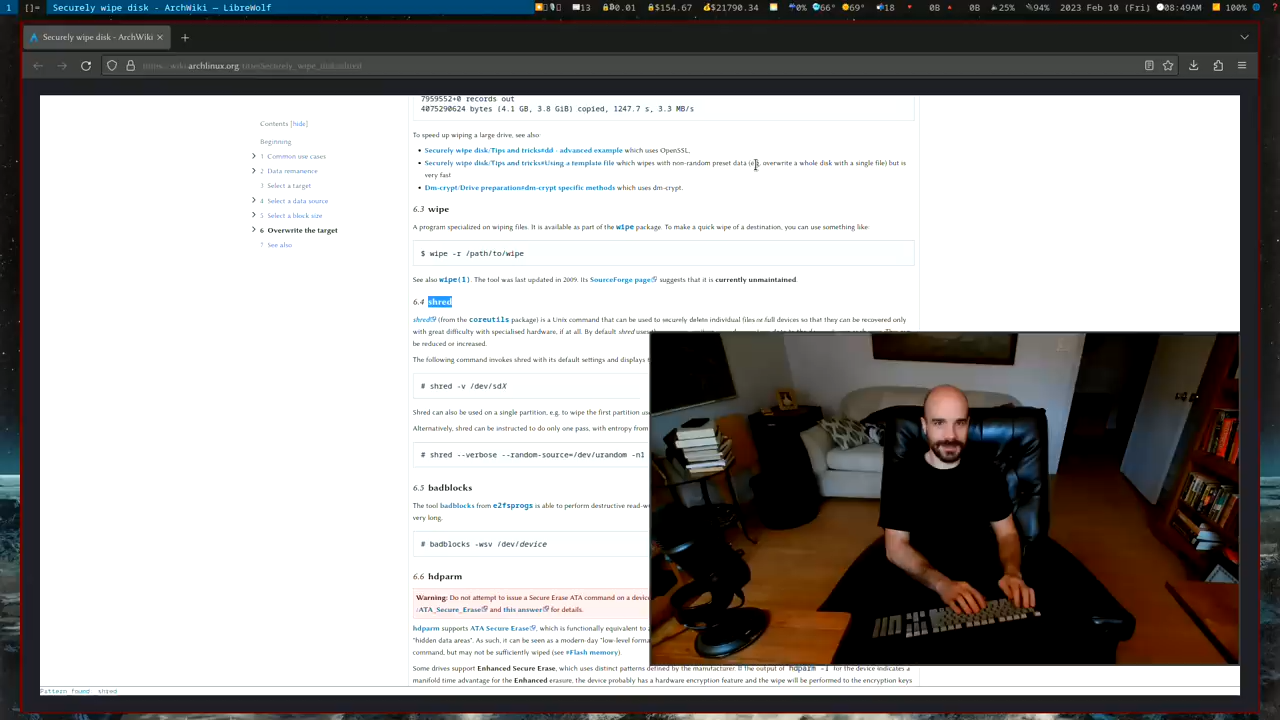 1 []= Securely wipe disk - ArchWiki — LibreWolf
0.01 $1154.67 +66° 18 0B 0B 25% 94% 2023 Feb 10 (Fri) 08:49AM 100%
Securely wipe disk - ArchWiki
archlinux.org
Contents [hide]
Beginning
1 Common use cases
2 Data remanence
3 Select a target
4 Select a data source
5 Select a block size
6 Overwrite the target
7 See also
7959552+0 records out
4075290624 bytes (4.1 GB, 3.8 GiB) copied, 1247.7 s, 3.3 MB/s
To speed up wiping a large drive, see also:
Securely wipe disk/Tips and tricks#dd - advanced example which uses OpenSSL,
Securely wipe disk/Tips and tricks#Using a template file which wipes with non-random preset data (e.g. overwrite a whole disk with a single file) but is
very fast
Dm-crypt/Drive preparation#dm-crypt specific methods which uses dm-crypt.
6.3 wipe
A program specialized on wiping files. It is available as part of the wipe package. To make a quick wipe of a destination, you can use something like:
$ wipe -r /path/to/wipe
See also wipe(1). The tool was last updated in 2009. Its SourceForge page suggests that it is currently unmaintained.
6.4 shred
shred (from the coreutils package) is a Unix command that can be used to securely delete individual files or full devices so that they can be recovered only
with great difficulty with specialised hardware, if at all. By default shred uses
be reduced or increased.
The following command invokes shred with its default settings and displays
# shred -v /dev/sdX
Shred can also be used on a single partition, e.g. to wipe the first partition use
Alternatively, shred can be instructed to do only one pass, with entropy from
# shred --verbose --random-source=/dev/urandom -n1
6.5 badblocks
The tool badblocks from e2fsprogs is able to perform destructive read-w
very long.
# badblocks -wsv /dev/device
6.6 hdparm
Warning: Do not attempt to issue a Secure Erase ATA command on a device
:ATA_Secure_Erase and this answer for details.
hdparm supports ATA Secure Erase, which is functionally equivalent to
"hidden data areas". As such, it can be seen as a modern-day "low-level forma
command, but may not be sufficiently wiped (see #Flash memory).
Some drives support Enhanced Secure Erase, which uses distinct patterns defined by the manufacturer. If the output of hdparm -I for the device indicates a
manifold time advantage for the Enhanced erasure, the device probably has a hardware encryption feature and the wipe will be performed to the encryption keys
Pattern found shred